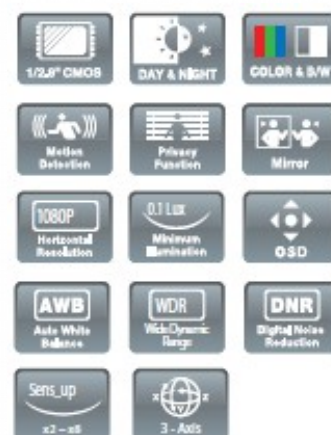 1/2.8" CMOS
DAY & NIGHT
COLOR & B/W
Motion
Detection
Privacy
Function
Mirror
1080P
Horizontal
Resolution
0.1 Lux
Minimum
Illumination
OSD
AWB
Auto White
Balance
WDR
Wide Dynamic
Range
DNR
Digital Noise
Reduction
Sens_up
x2 – x8
x
y
3 - Axis